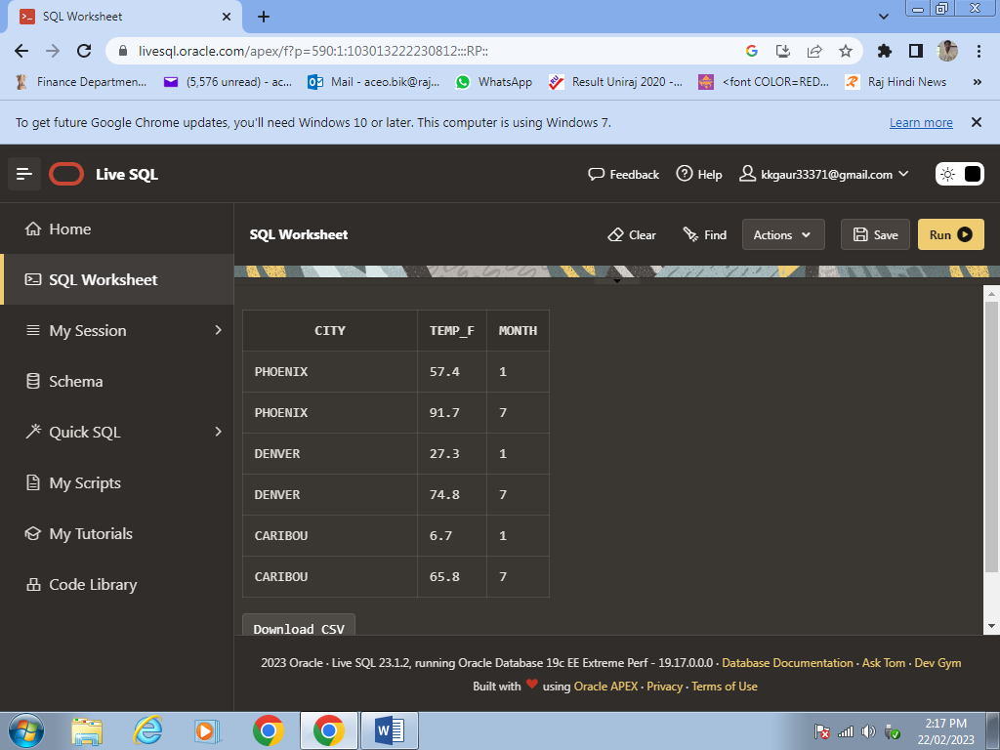 SQL Worksheet
livesql.oracle.com/apex/f?p=590:1:103013222230812:::RP::
Finance Departmen... (5,576 unread) - ac... Mail - aceo.bik@raj... WhatsApp Result Uniraj 2020 -... <font COLOR=RED... Raj Hindi News »
To get future Google Chrome updates, you'll need Windows 10 or later. This computer is using Windows 7. Learn more
Live SQL Feedback Help kkgaur33371@gmail.com
Home
SQL Worksheet
My Session
Schema
Quick SQL
My Scripts
My Tutorials
Code Library
SQL Worksheet Clear Find Actions Save Run
CITY TEMP_F MONTH
PHOENIX 57.4 1
PHOENIX 91.7 7
DENVER 27.3 1
DENVER 74.8 7
CARIBOU 6.7 1
CARIBOU 65.8 7
Download CSV
2023 Oracle · Live SQL 23.1.2, running Oracle Database 19c EE Extreme Perf - 19.17.0.0.0 · Database Documentation · Ask Tom · Dev Gym
Built with ❤ using Oracle APEX · Privacy · Terms of Use
2:17 PM
22/02/2023